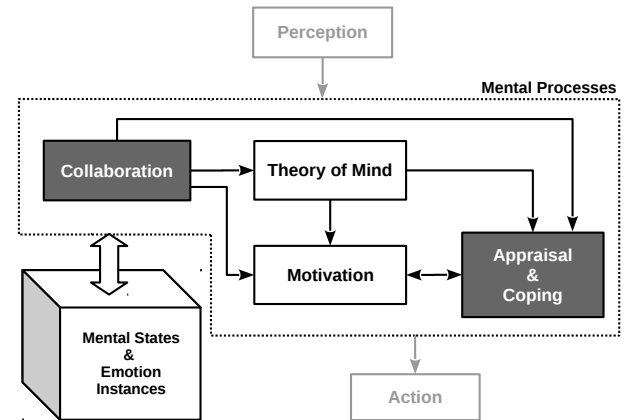 Perception
Mental Processes
Collaboration
Theory of Mind
Motivation
Appraisal
&
Coping
Mental States
&
Emotion
Instances
Action